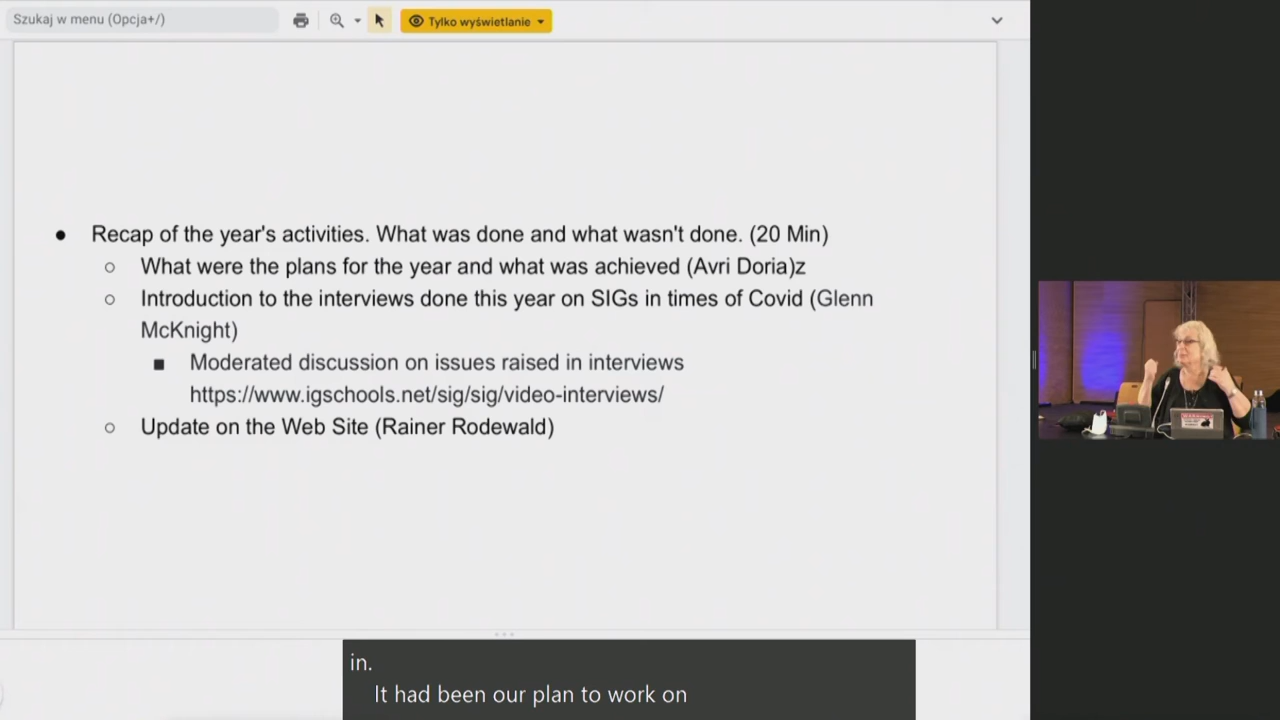 Szukaj w menu (Opcja+/)
Tylko wyświetlanie
● Recap of the year's activities. What was done and what wasn't done. (20 Min)
○ What were the plans for the year and what was achieved (Avri Doria)z
○ Introduction to the interviews done this year on SIGs in times of Covid (Glenn
McKnight)
■ Moderated discussion on issues raised in interviews
https://www.igschools.net/sig/sig/video-interviews/
○ Update on the Web Site (Rainer Rodewald)
in.
It had been our plan to work on